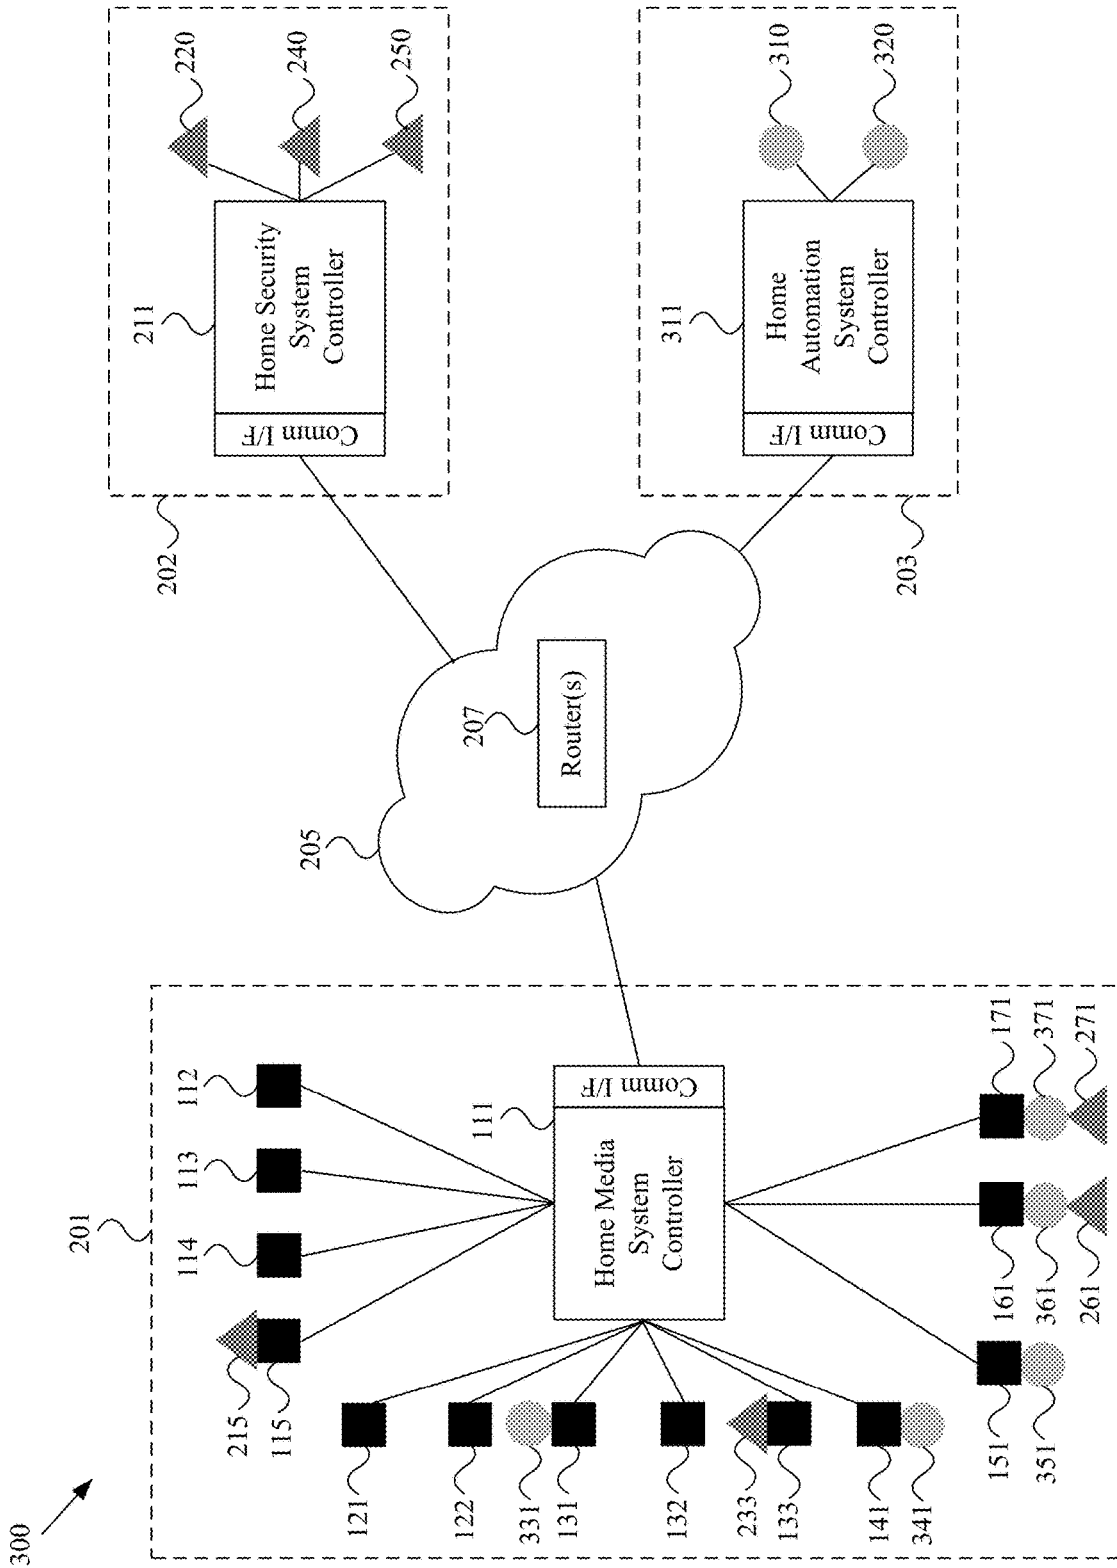 300
201
112
113
114
215
115
121
122
331
131
132
233
133
141
341
151
351
161
361
261
171
371
271
111
Home Media
System
Controller
Comm I/F
205
207
Router(s)
202
211
Home Security
System
Controller
Comm I/F
220
240
250
203
311
Home
Automation
System
Controller
Comm I/F
310
320